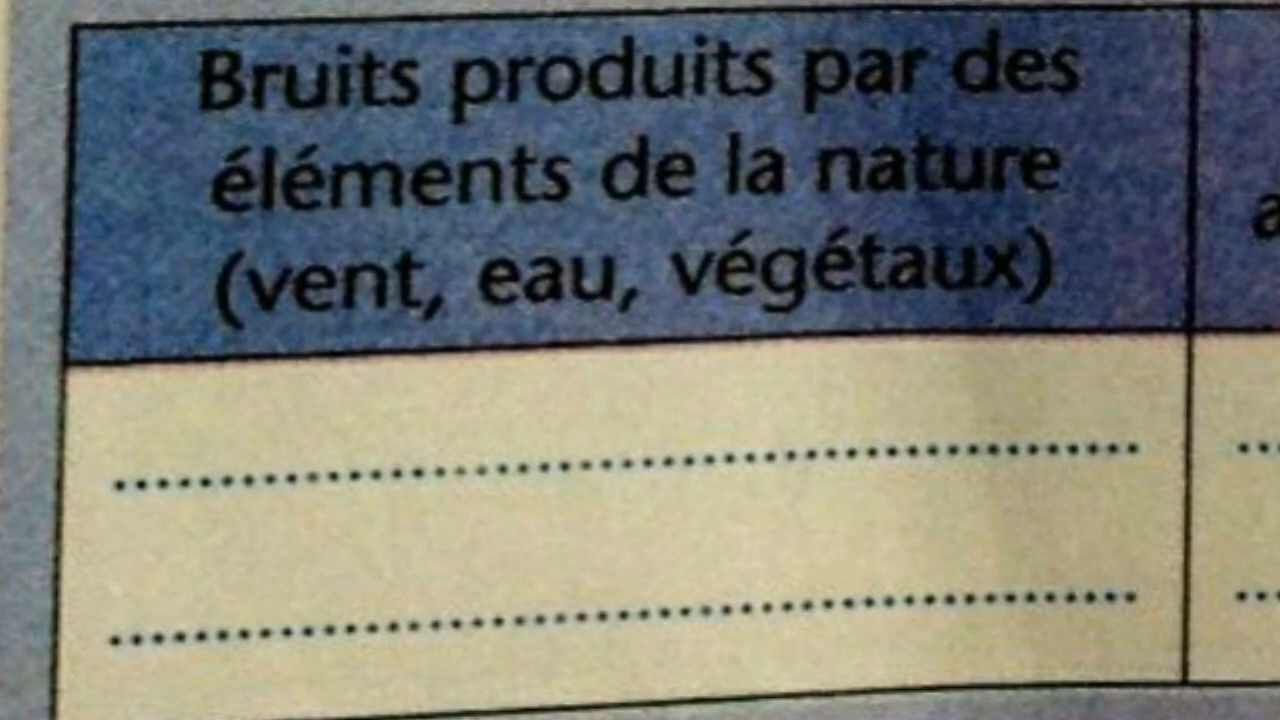 Bruits produits par des
éléments de la nature
(vent, eau, végétaux)